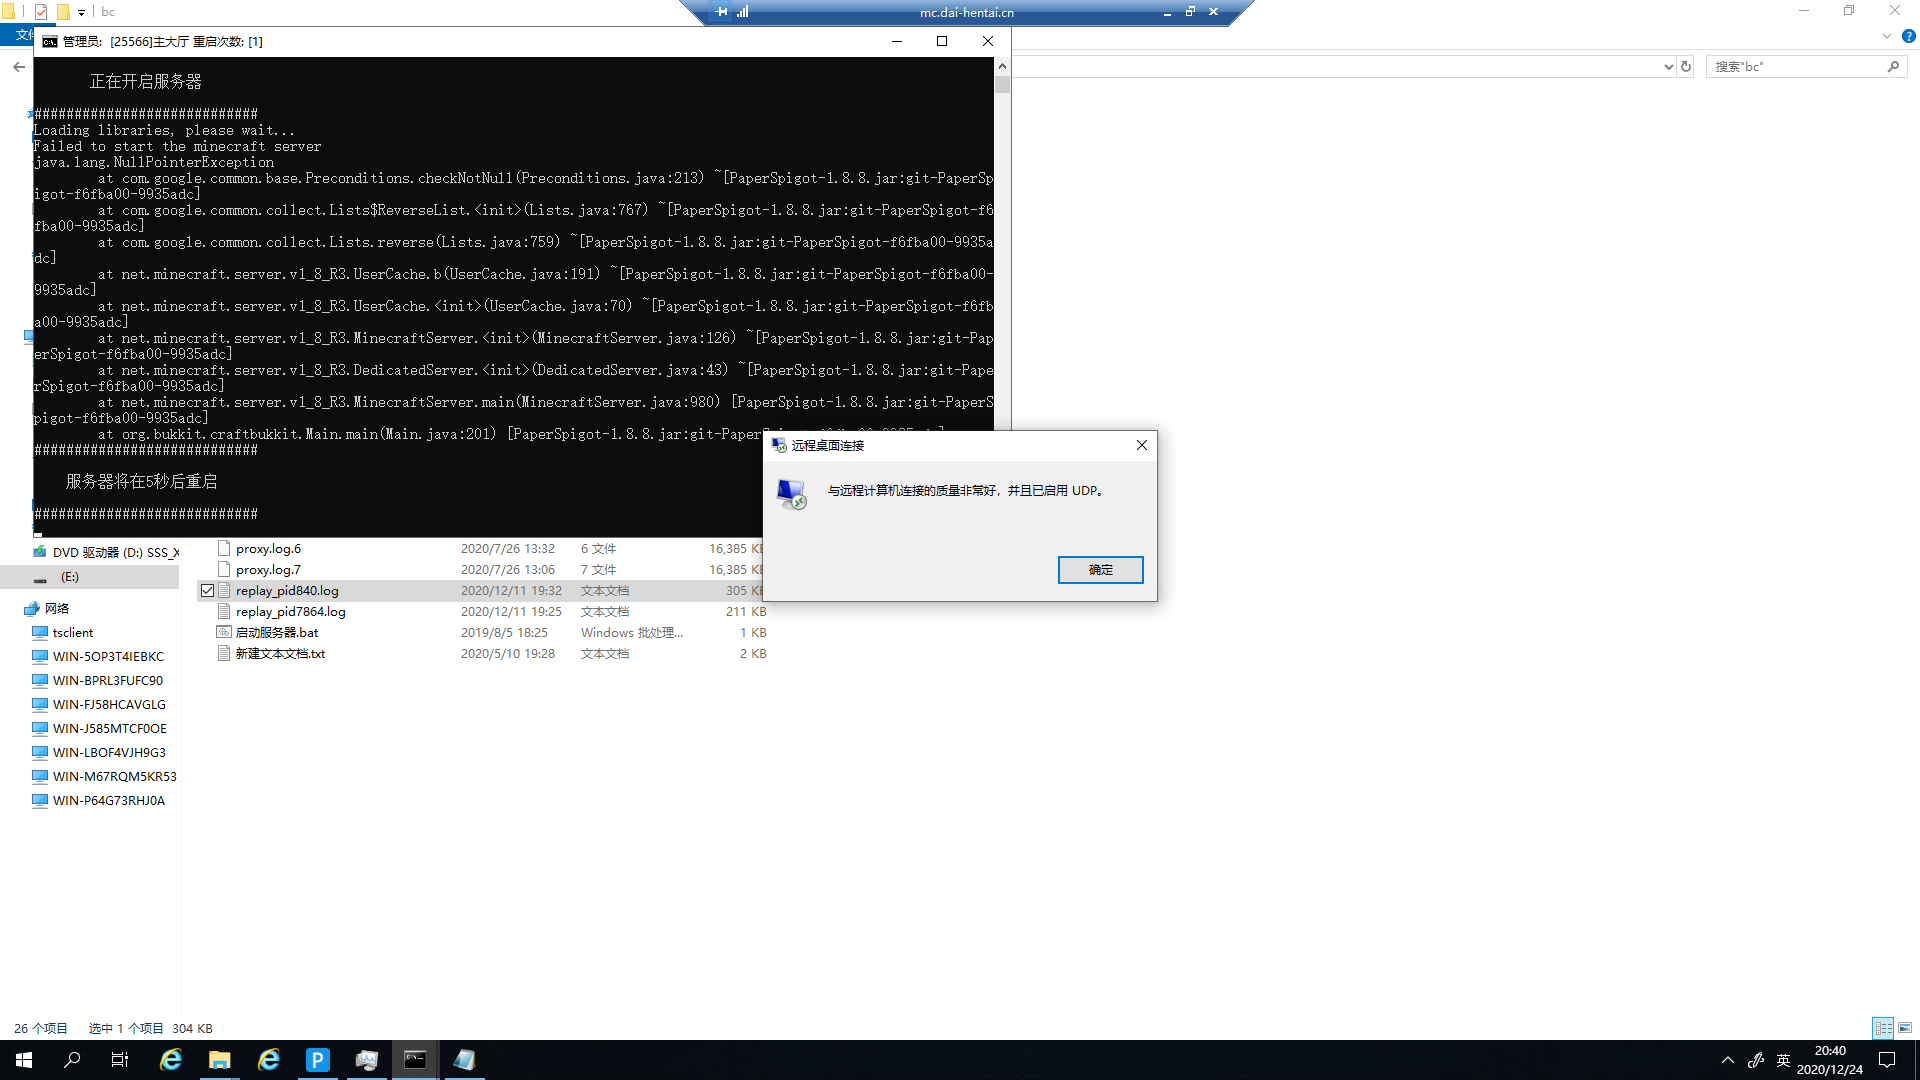 bc
mc.dai-hentai.cn
管理员:  [25566]主大厅 重启次数: [1]
搜索"bc"
正在开启服务器
############################
Loading libraries, please wait...
Failed to start the minecraft server
java.lang.NullPointerException
at com.google.common.base.Preconditions.checkNotNull(Preconditions.java:213) ~[PaperSpigot-1.8.8.jar:git-PaperSp
igot-f6fba00-9935adc]
at com.google.common.collect.Lists$ReverseList.<init>(Lists.java:767) ~[PaperSpigot-1.8.8.jar:git-PaperSpigot-f6
fba00-9935adc]
at com.google.common.collect.Lists.reverse(Lists.java:759) ~[PaperSpigot-1.8.8.jar:git-PaperSpigot-f6fba00-9935a
dc]
at net.minecraft.server.v1_8_R3.UserCache.b(UserCache.java:191) ~[PaperSpigot-1.8.8.jar:git-PaperSpigot-f6fba00-
9935adc]
at net.minecraft.server.v1_8_R3.UserCache.<init>(UserCache.java:70) ~[PaperSpigot-1.8.8.jar:git-PaperSpigot-f6fb
a00-9935adc]
at net.minecraft.server.v1_8_R3.MinecraftServer.<init>(MinecraftServer.java:126) ~[PaperSpigot-1.8.8.jar:git-Pap
erSpigot-f6fba00-9935adc]
at net.minecraft.server.v1_8_R3.DedicatedServer.<init>(DedicatedServer.java:43) ~[PaperSpigot-1.8.8.jar:git-Pape
rSpigot-f6fba00-9935adc]
at net.minecraft.server.v1_8_R3.MinecraftServer.main(MinecraftServer.java:980) [PaperSpigot-1.8.8.jar:git-PaperS
pigot-f6fba00-9935adc]
at org.bukkit.craftbukkit.Main.main(Main.java:201) [PaperSpigot-1.8.8.jar:git-Pape
############################
服务器将在5秒后重启
############################
远程桌面连接
与远程计算机连接的质量非常好，并且已启用 UDP。
确定
DVD 驱动器 (D:) SSS_X
(E:)
网络
tsclient
WIN-5OP3T4IEBKC
WIN-BPRL3FUFC90
WIN-FJ58HCAVGLG
WIN-J585MTCF0OE
WIN-LBOF4VJH9G3
WIN-M67RQM5KR53
WIN-P64G73RHJ0A
proxy.log.6 2020/7/26 13:32 6 文件 16,385 KB
proxy.log.7 2020/7/26 13:06 7 文件 16,385 KB
replay_pid840.log 2020/12/11 19:32 文本文档 305 KB
replay_pid7864.log 2020/12/11 19:25 文本文档 211 KB
启动服务器.bat 2019/8/5 18:25 Windows 批处理... 1 KB
新建文本文档.txt 2020/5/10 19:28 文本文档 2 KB
26 个项目 选中 1 个项目 304 KB
英
20:40
2020/12/24